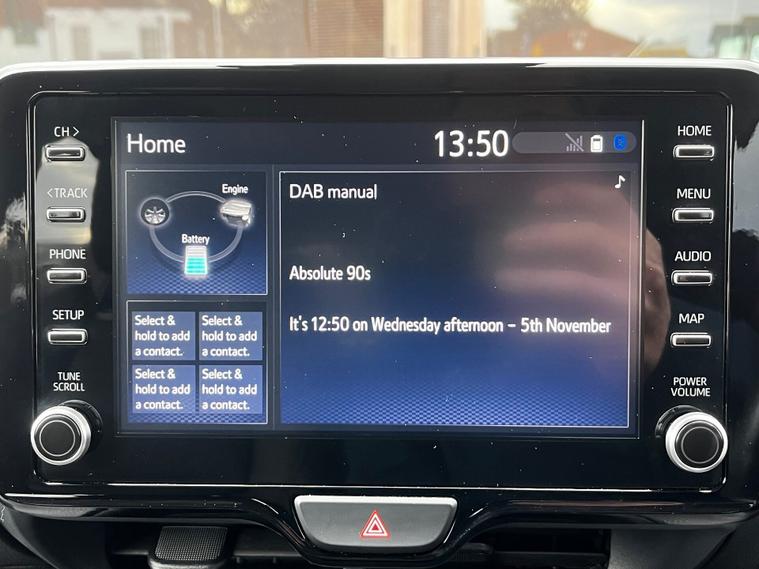 CH >
<TRACK
PHONE
SETUP
TUNE
SCROLL
Home
13:50
Engine
Battery
Select &
hold to add
a contact.
Select &
hold to add
a contact.
Select &
hold to add
a contact.
Select &
hold to add
a contact.
DAB manual
Absolute 90s
It's 12:50 on Wednesday afternoon – 5th November
HOME
MENU
AUDIO
MAP
POWER
VOLUME